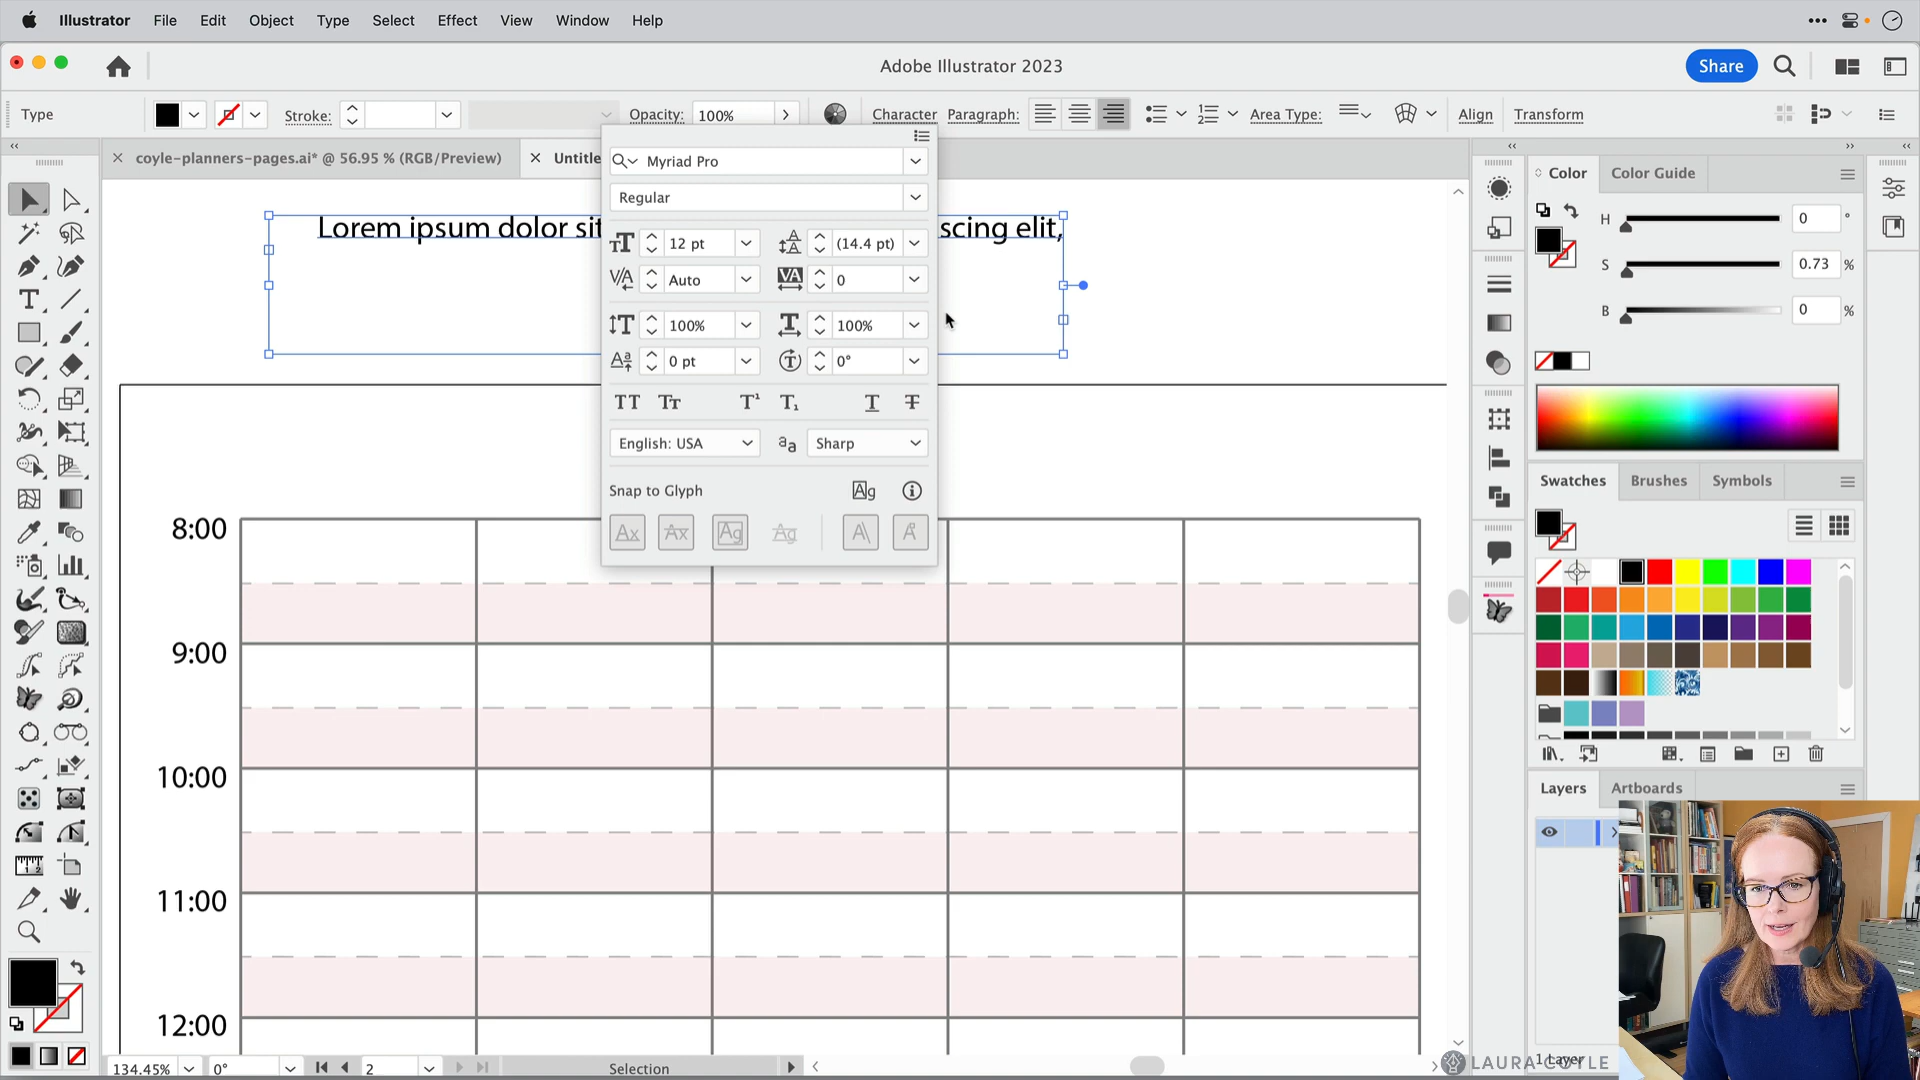 Illustrator File Edit Object Type Select Effect View Window Help
Adobe Illustrator 2023
Share
Type
Stroke:
Opacity: 100%
Character Paragraph:
Area Type:
Align Transform
coyle-planners-pages.ai* @ 56.95 % (RGB/Preview)
Untitle
Myriad Pro
Regular
Lorem ipsum dolor sit
scing elit,
12 pt
(14.4 pt)
Auto
0
100%
100%
0 pt
0°
English: USA
Sharp
Snap to Glyph
8:00
9:00
10:00
11:00
12:00
Color Color Guide
H 0 °
S 0.73 %
B 0 %
Swatches Brushes Symbols
Layers Artboards
1 Layer
LAURA COYLE
134.45% 0° 2 Selection